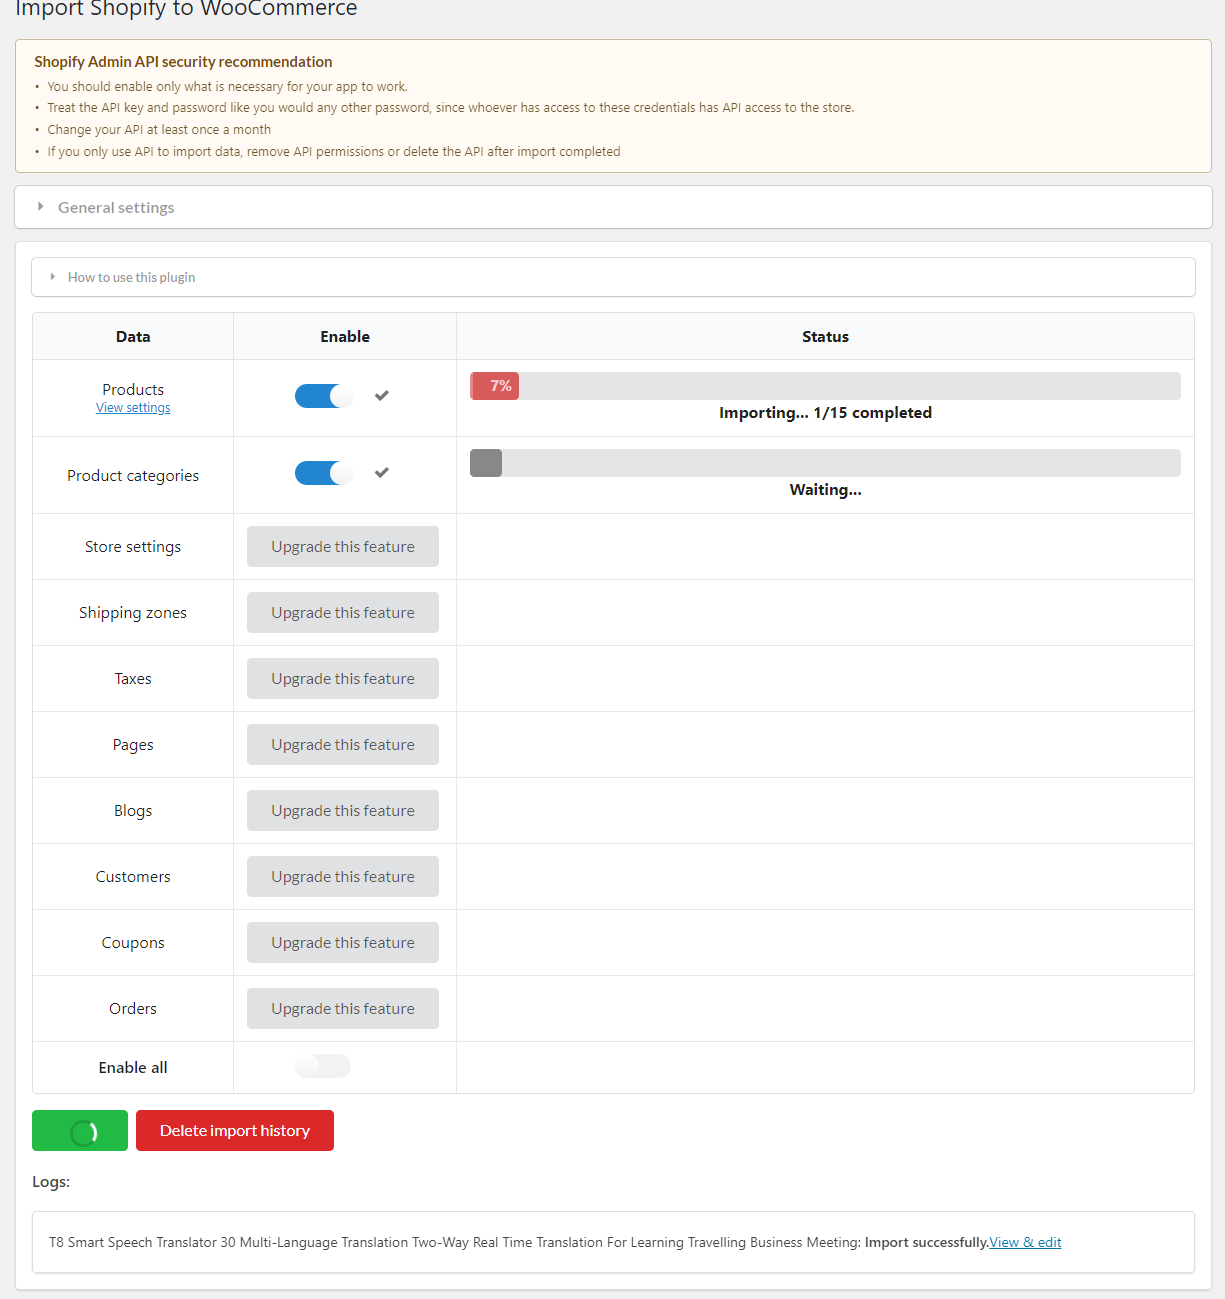 Import Shopify to WooCommerce
Shopify Admin API security recommendation
• You should enable only what is necessary for your app to work.
• Treat the API key and password like you would any other password, since whoever has access to these credentials has API access to the store.
• Change your API at least once a month
• If you only use API to import data, remove API permissions or delete the API after import completed
General settings
How to use this plugin
Data Enable Status
Products
View settings
7%
Importing... 1/15 completed
Product categories
Waiting...
Store settings Upgrade this feature
Shipping zones Upgrade this feature
Taxes Upgrade this feature
Pages Upgrade this feature
Blogs Upgrade this feature
Customers Upgrade this feature
Coupons Upgrade this feature
Orders Upgrade this feature
Enable all
Delete import history
Logs:
T8 Smart Speech Translator 30 Multi-Language Translation Two-Way Real Time Translation For Learning Travelling Business Meeting: Import successfully.View & edit